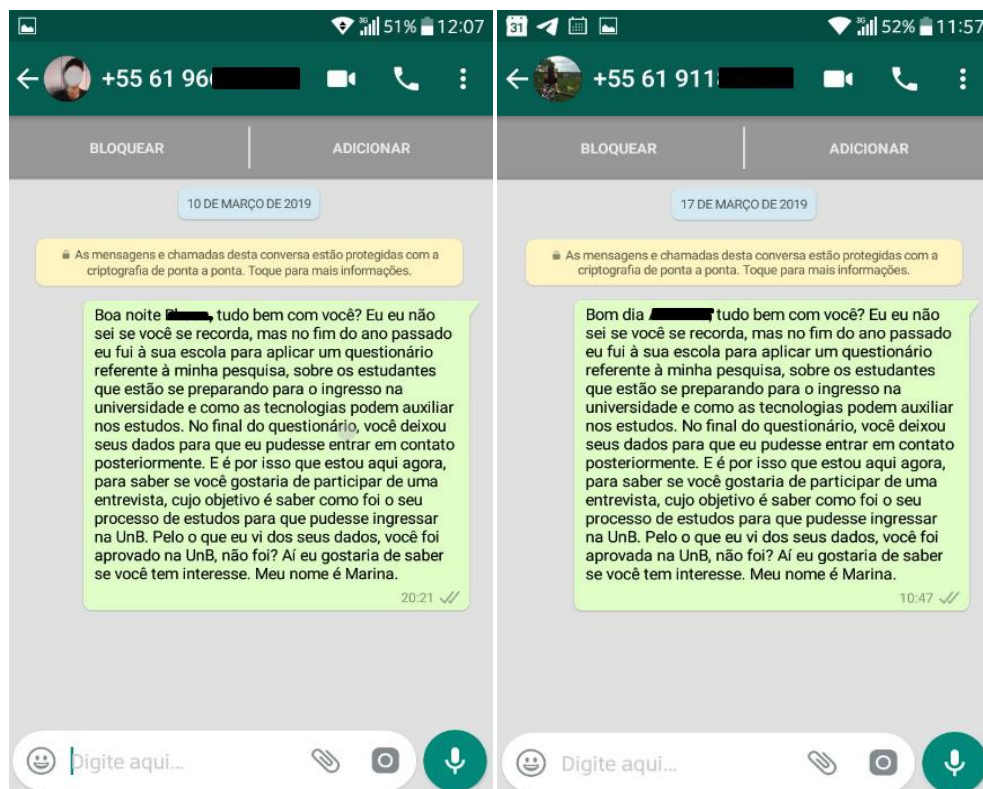 51% 12:07
+55 61 96
BLOQUEAR
ADICIONAR
10 DE MARÇO DE 2019
As mensagens e chamadas desta conversa estão protegidas com a
criptografia de ponta a ponta. Toque para mais informações.
Boa noite tudo bem com você? Eu eu não
sei se você se recorda, mas no fim do ano passado
eu fui à sua escola para aplicar um questionário
referente à minha pesquisa, sobre os estudantes
que estão se preparando para o ingresso na
universidade e como as tecnologias podem auxiliar
nos estudos. No final do questionário, você deixou
seus dados para que eu pudesse entrar em contato
posteriormente. E é por isso que estou aqui agora,
para saber se você gostaria de participar de uma
entrevista, cujo objetivo é saber como foi o seu
processo de estudos para que pudesse ingressar
na UnB. Pelo o que eu vi dos seus dados, você foi
aprovado na UnB, não foi? Aí eu gostaria de saber
se você tem interesse. Meu nome é Marina.
20:21
Digite aqui...
31 3G 52% 11:57
+55 61 911
BLOQUEAR
ADICIONAR
17 DE MARÇO DE 2019
As mensagens e chamadas desta conversa estão protegidas com a
criptografia de ponta a ponta. Toque para mais informações.
Bom dia tudo bem com você? Eu eu não
sei se você se recorda, mas no fim do ano passado
eu fui à sua escola para aplicar um questionário
referente à minha pesquisa, sobre os estudantes
que estão se preparando para o ingresso na
universidade e como as tecnologias podem auxiliar
nos estudos. No final do questionário, você deixou
seus dados para que eu pudesse entrar em contato
posteriormente. E é por isso que estou aqui agora,
para saber se você gostaria de participar de uma
entrevista, cujo objetivo é saber como foi o seu
processo de estudos para que pudesse ingressar
na UnB. Pelo o que eu vi dos seus dados, você foi
aprovada na UnB, não foi? Aí eu gostaria de saber
se você tem interesse. Meu nome é Marina.
10:47
Digite aqui...